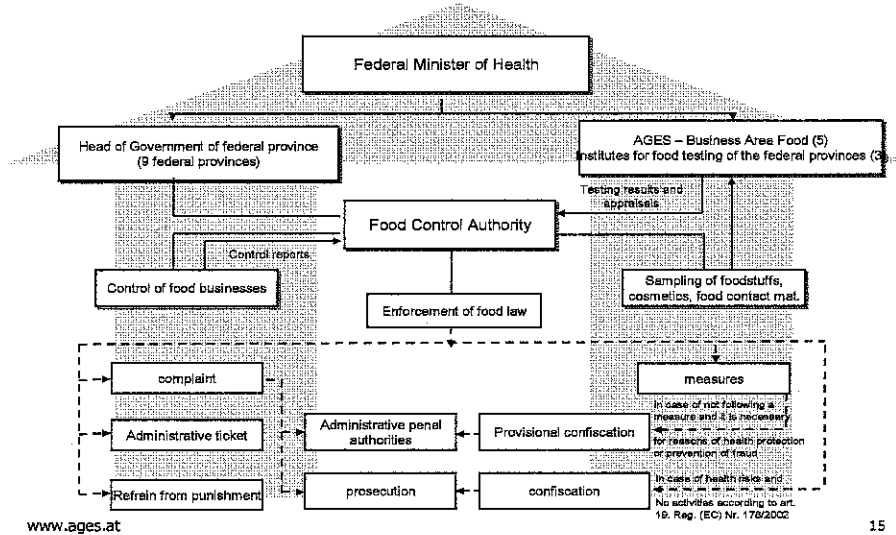 Federal Minister of Health
Head of Government of federal province
(9 federal provinces)
AGES – Business Area Food (5)
Institutes for food testing of the federal provinces (3)
Testing results and
appraisals
Food Control Authority
Control reports
Control of food businesses
Sampling of foodstuffs,
cosmetics, food contact mat.
Enforcement of food law
complaint
measures
in case of not following a
measure and it is necessary
for reasons of health protection
or prevention of fraud
Administrative ticket
Administrative penal
authorities
Provisional confiscation
Refrain from punishment
prosecution
confiscation
In case of health risks and
No activities according to art.
19, Reg. (EC) Nr. 178/2002
www.ages.at
15